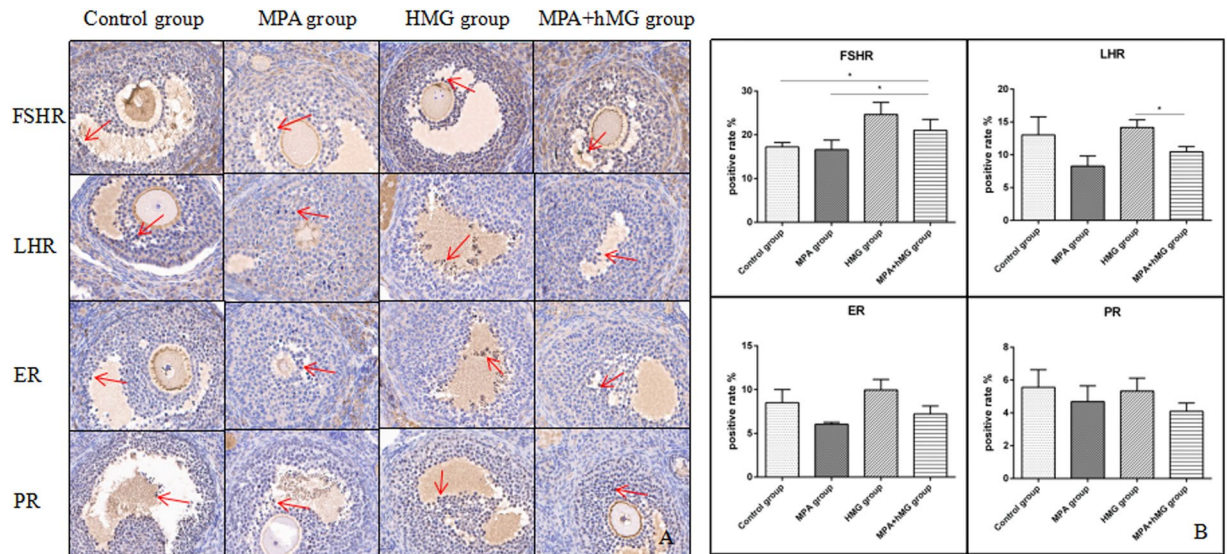 Control group MPA group HMG group MPA+hMG group
FSHR
LHR
ER
PR
A
FSHR
positive rate %
30
20
10
0
*
*
Control group
MPA group
HMG group
MPA+hMG group
LHR
positive rate %
20
15
10
5
0
*
Control group
MPA group
HMG group
MPA+hMG group
ER
positive rate %
15
10
5
0
Control group
MPA group
HMG group
MPA+hMG group
PR
positive rate %
8
6
4
2
0
Control group
MPA group
HMG group
MPA+hMG group
B